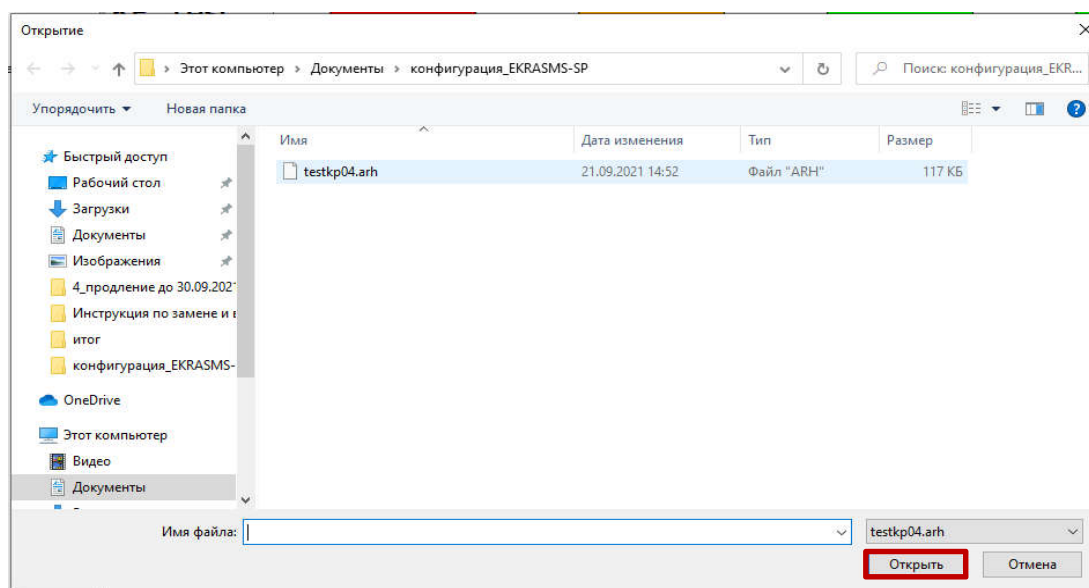 Открытие
Этот компьютер › Документы › конфигурация_EKRASMS-SP
Поиск: конфигурация_EKR...
Упорядочить
Новая папка
Имя
Дата изменения
Тип
Размер
testkp04.arh
21.09.2021 14:52
Файл "ARH"
117 КБ
Быстрый доступ
Рабочий стол
Загрузки
Документы
Изображения
4_продление до 30.09.202
Инструкция по замене и
итог
конфигурация_EKRASMS-
OneDrive
Этот компьютер
Видео
Документы
Имя файла:
testkp04.arh
Открыть
Отмена